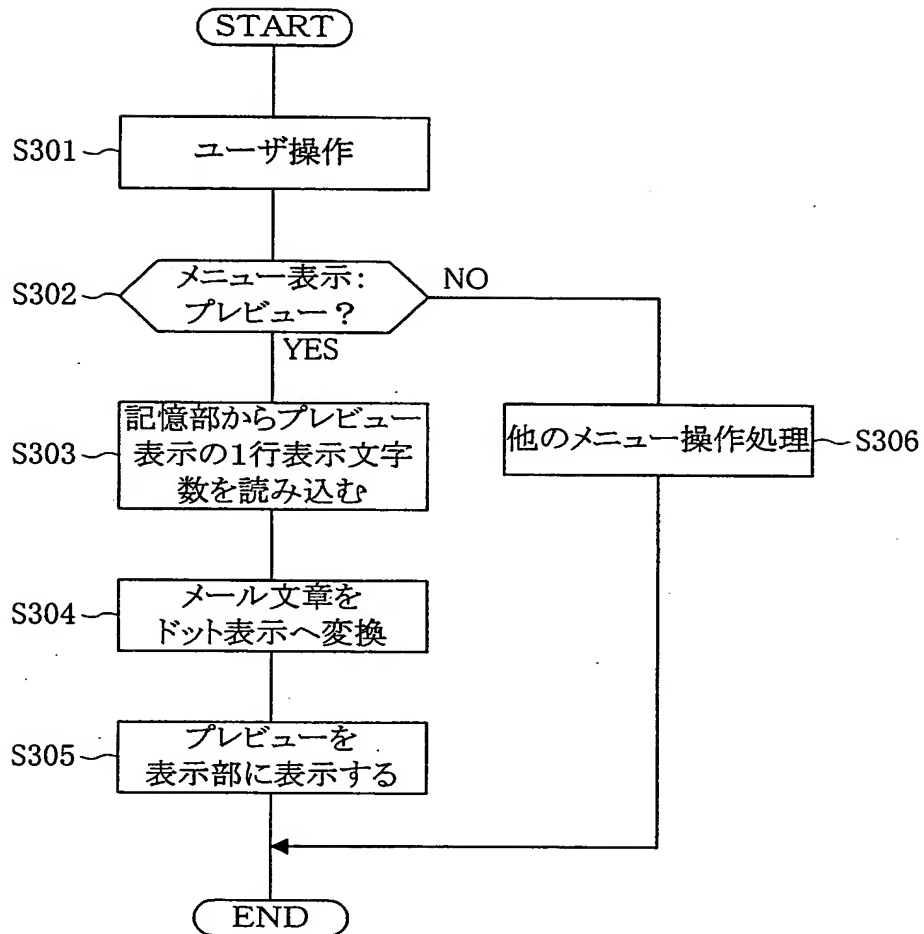 START
S301
ユーザ操作
S302
メニュー表示:
プレビュー?
NO
YES
S303
記憶部からプレビュー
表示の1行表示文字
数を読み込む
他のメニュー操作処理
S306
S304
メール文章を
ドット表示へ変換
S305
プレビューを
表示部に表示する
END